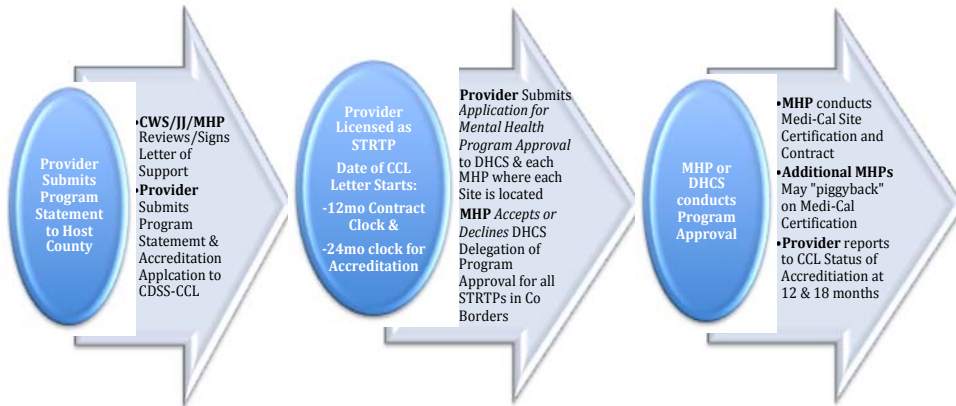 Provider
Submits
Program
Statement
to Host
County
•CWS/JJ/MHP
Reviews/Signs
Letter of
Support
•Provider
Submits
Program
Statememt &
Accreditation
Applcation to
CDSS-CCL
Provider
Licensed as
STRTP
Date of CCL
Letter Starts:
-12mo Contract
Clock &
-24mo clock for
Accreditation
Provider Submits
Application for
Mental Health
Program Approval
to DHCS & each
MHP where each
Site is located
MHP Accepts or
Declines DHCS
Delegation of
Program
Approval for all
STRTPs in Co
Borders
MHP or
DHCS
conducts
Program
Approval
•MHP conducts
Medi-Cal Site
Certification and
Contract
•Additional MHPs
May "piggyback"
on Medi-Cal
Certification
•Provider reports
to CCL Status of
Accreditiation at
12 & 18 months